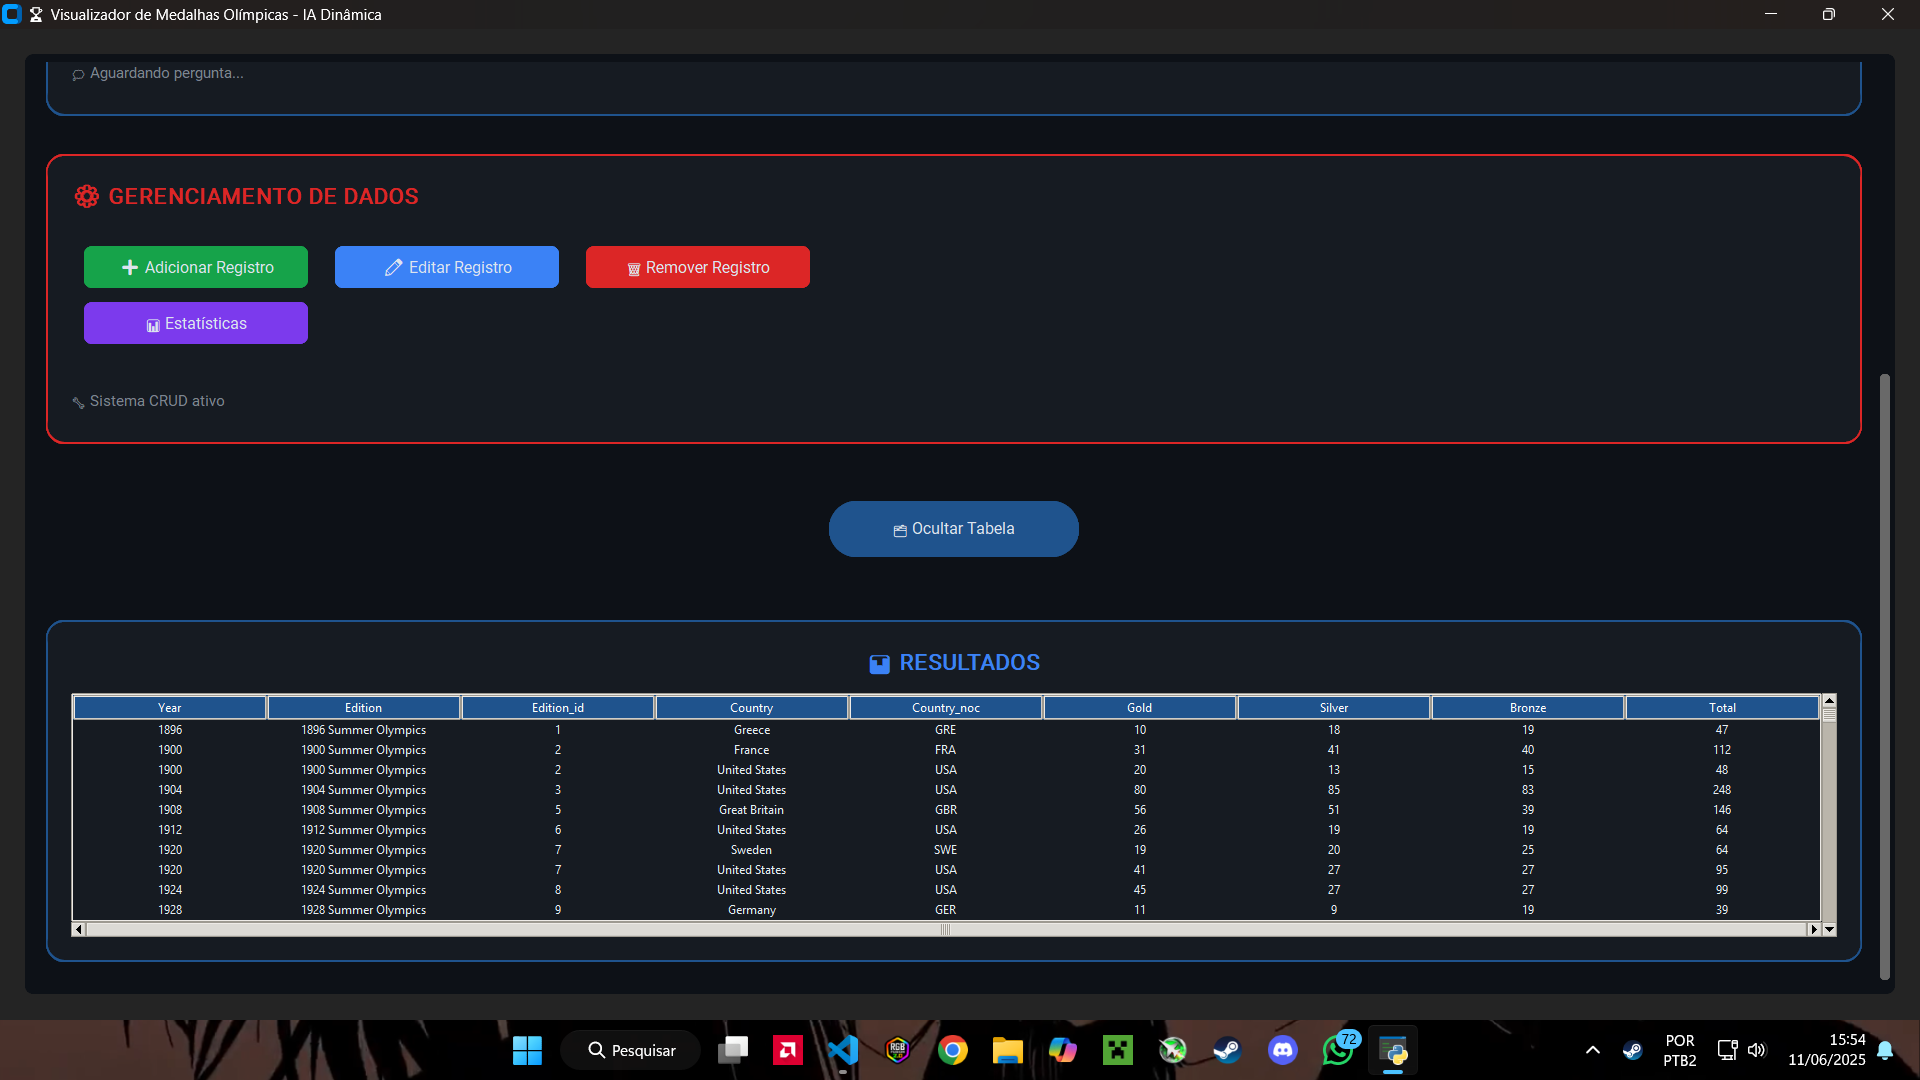 Visualizador de Medalhas Olímpicas - IA Dinâmica
Aguardando pergunta...
GERENCIAMENTO DE DADOS
Adicionar Registro Editar Registro Remover Registro
Estatísticas
Sistema CRUD ativo
Ocultar Tabela
RESULTADOS
Year Edition Edition_id Country Country_noc Gold Silver Bronze Total
1896 1896 Summer Olympics 1 Greece GRE 10 18 19 47
1900 1900 Summer Olympics 2 France FRA 31 41 40 112
1900 1900 Summer Olympics 2 United States USA 20 13 15 48
1904 1904 Summer Olympics 3 United States USA 80 85 83 248
1908 1908 Summer Olympics 5 Great Britain GBR 56 51 39 146
1912 1912 Summer Olympics 6 United States USA 26 19 19 64
1920 1920 Summer Olympics 7 Sweden SWE 19 20 25 64
1920 1920 Summer Olympics 7 United States USA 41 27 27 95
1924 1924 Summer Olympics 8 United States USA 45 27 27 99
1928 1928 Summer Olympics 9 Germany GER 11 9 19 39
Pesquisar
RGB
72
POR
PTB2
15:54
11/06/2025